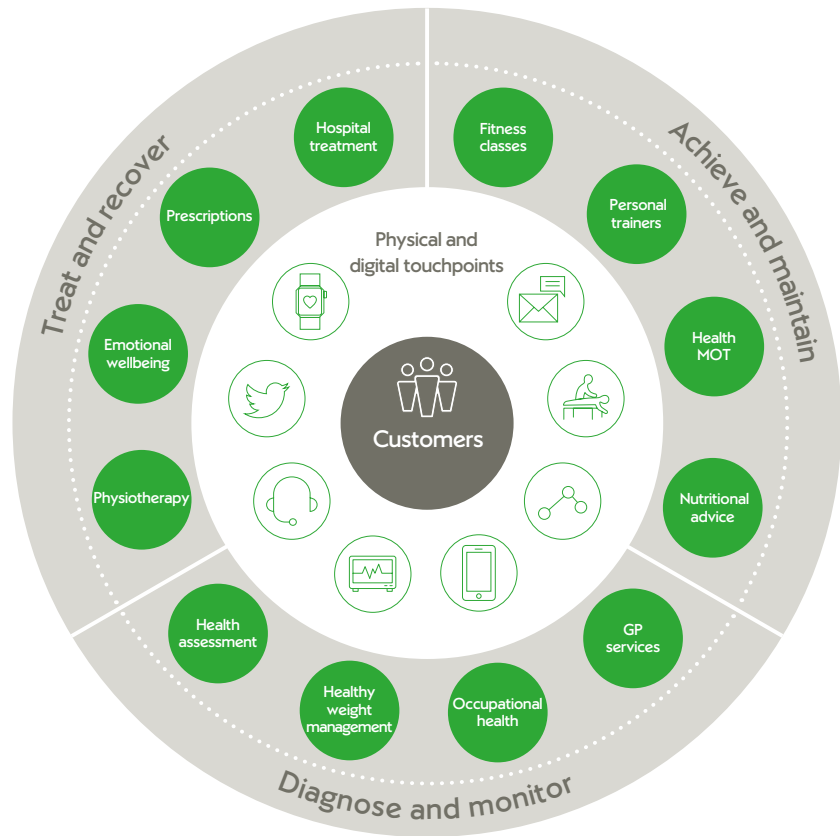 Treat and recover
Hospital
treatment
Prescriptions
Emotional
wellbeing
Physiotherapy
Achieve and maintain
Fitness
classes
Personal
trainers
Health
MOT
Nutritional
advice
Diagnose and monitor
GP
services
Occupational
health
Healthy
weight
management
Health
assessment
Physical and
digital touchpoints
Customers